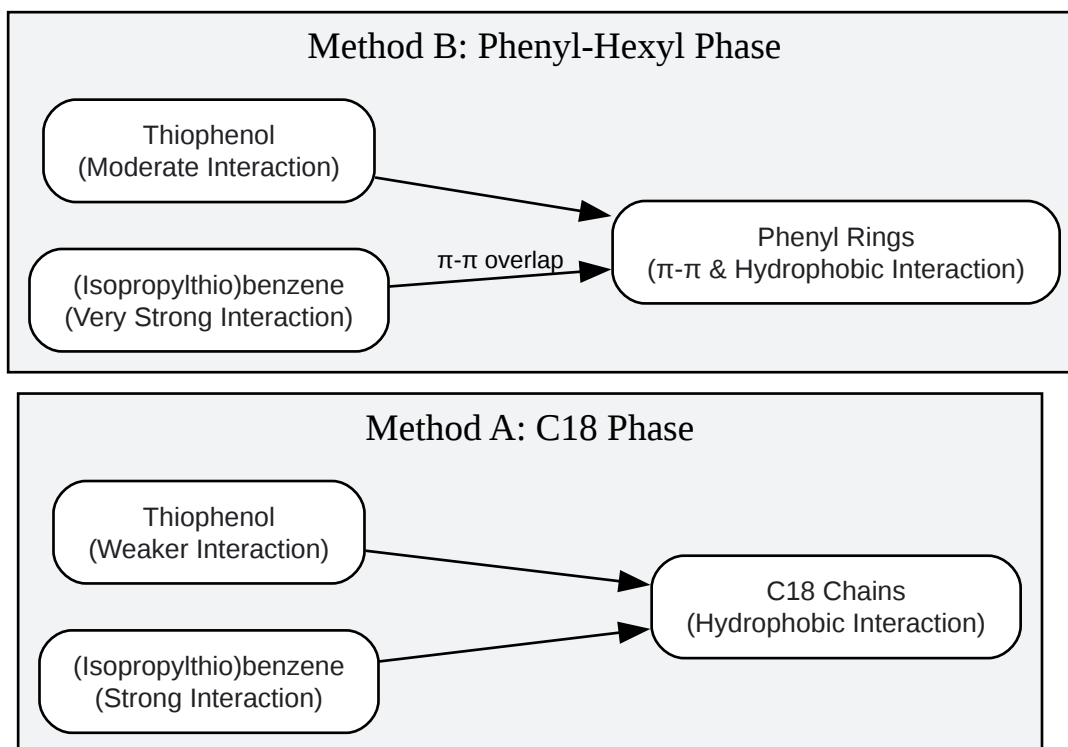 Method B: Phenyl-Hexyl Phase
Thiophenol
(Moderate Interaction)
π-π overlap
(Isopropylthio)benzene
(Very Strong Interaction)
Phenyl Rings
(π-π & Hydrophobic Interaction)
Method A: C18 Phase
Thiophenol
(Weaker Interaction)
(Isopropylthio)benzene
(Strong Interaction)
C18 Chains
(Hydrophobic Interaction)